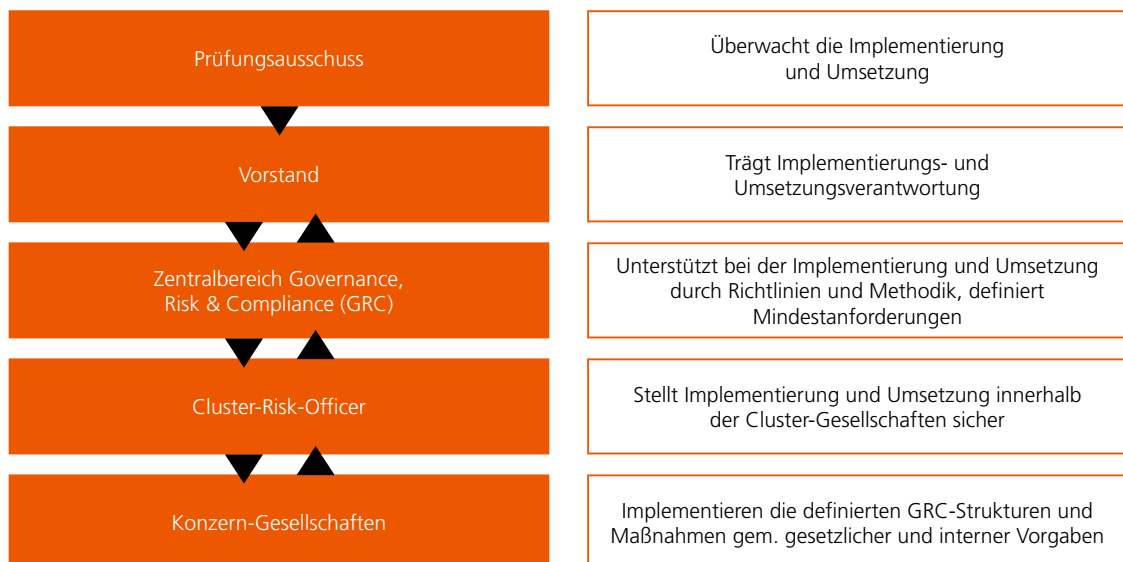 Prüfungsausschuss
Überwacht die Implementierung
und Umsetzung
Vorstand
Trägt Implementierungs- und
Umsetzungsverantwortung
Zentralbereich Governance,
Risk & Compliance (GRC)
Unterstützt bei der Implementierung und Umsetzung
durch Richtlinien und Methodik, definiert
Mindestanforderungen
Cluster-Risk-Officer
Stellt Implementierung und Umsetzung innerhalb
der Cluster-Gesellschaften sicher
Konzern-Gesellschaften
Implementieren die definierten GRC-Strukturen und
Maßnahmen gem. gesetzlicher und interner Vorgaben